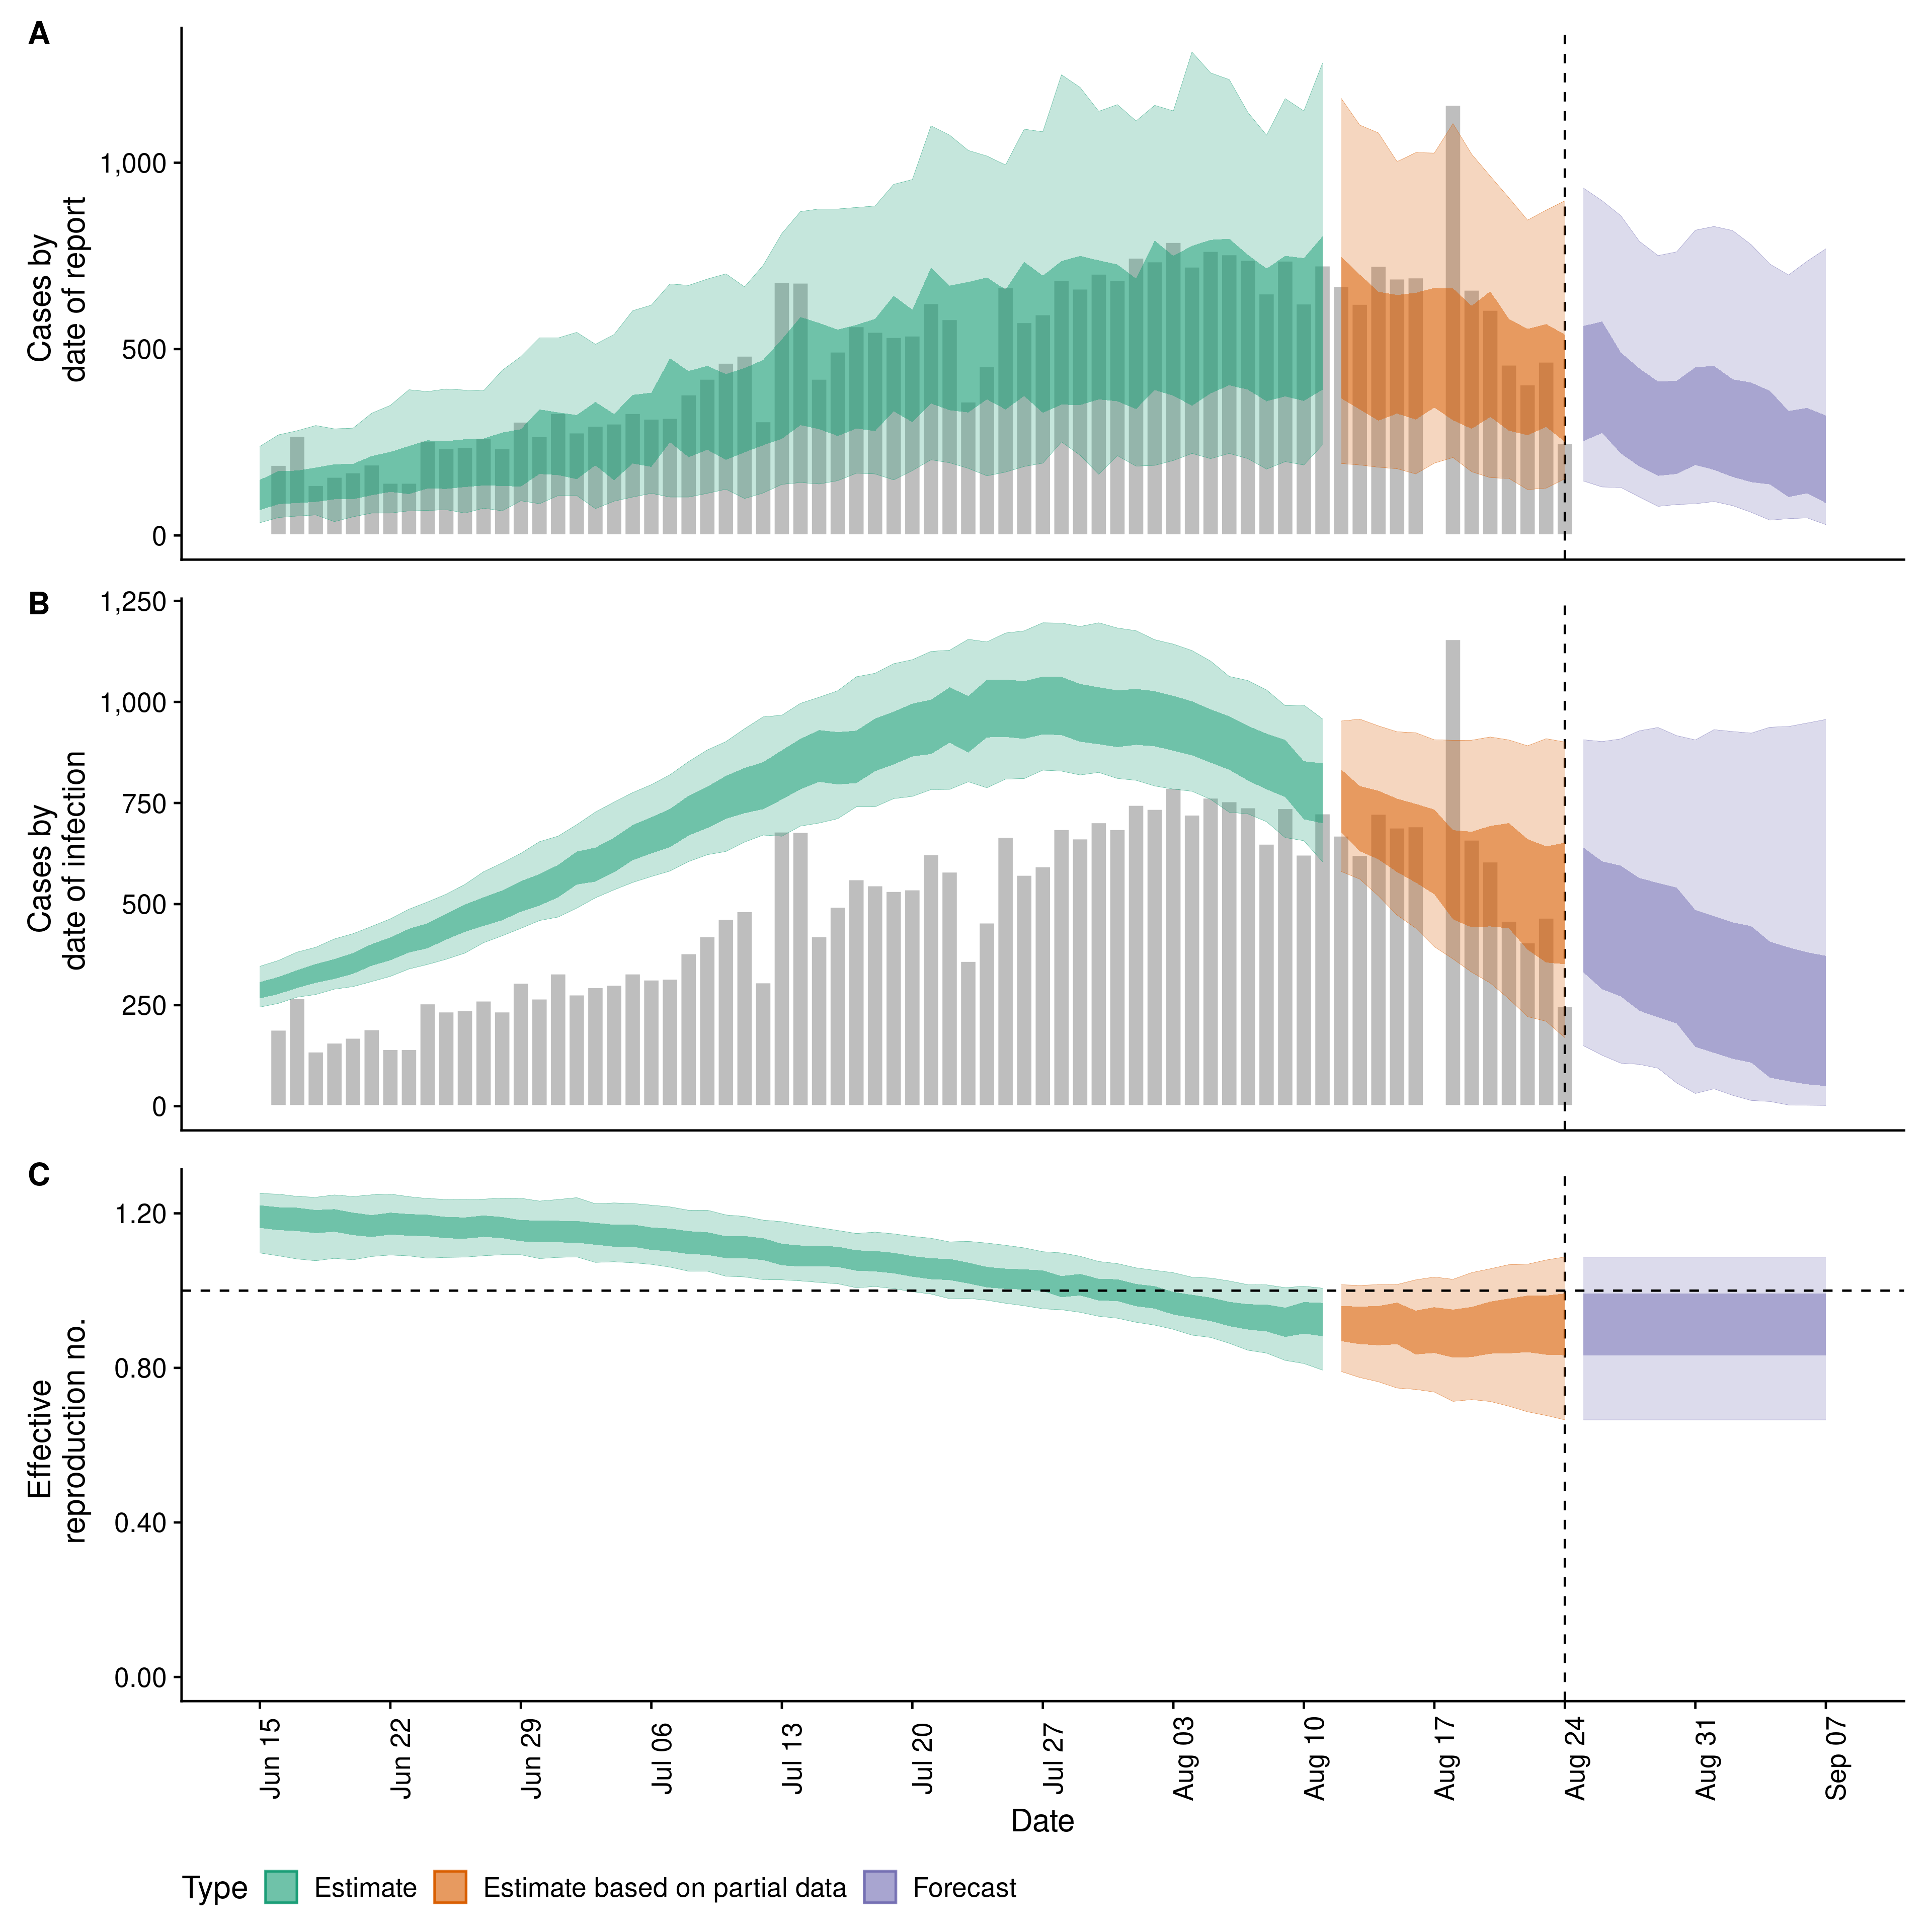 A
Cases by
date of report
1,000
500
0
B
Cases by
date of infection
1,250
1,000
750
500
250
0
C
Effective
reproduction no.
1.20
0.80
0.40
0.00
Jun 15
Jun 22
Jun 29
Jul 06
Jul 13
Jul 20
Jul 27
Aug 03
Aug 10
Aug 17
Aug 24
Aug 31
Sep 07
Date
Type
Estimate
Estimate based on partial data
Forecast